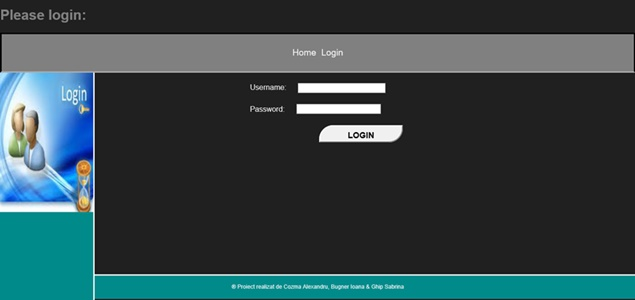 Please login:
Home Login
Login
Username:
Password:
LOGIN
® Proiect realizat de Cozma Alexandru, Bugner Ioana & Ghip Sabrina